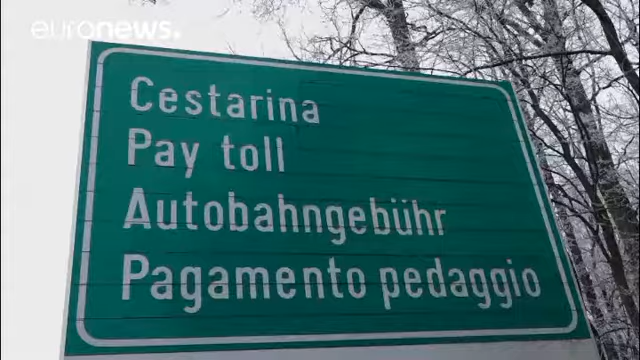 euronews.
Cestarina
Pay toll
Autobahngebühr
Pagamento pedaggio